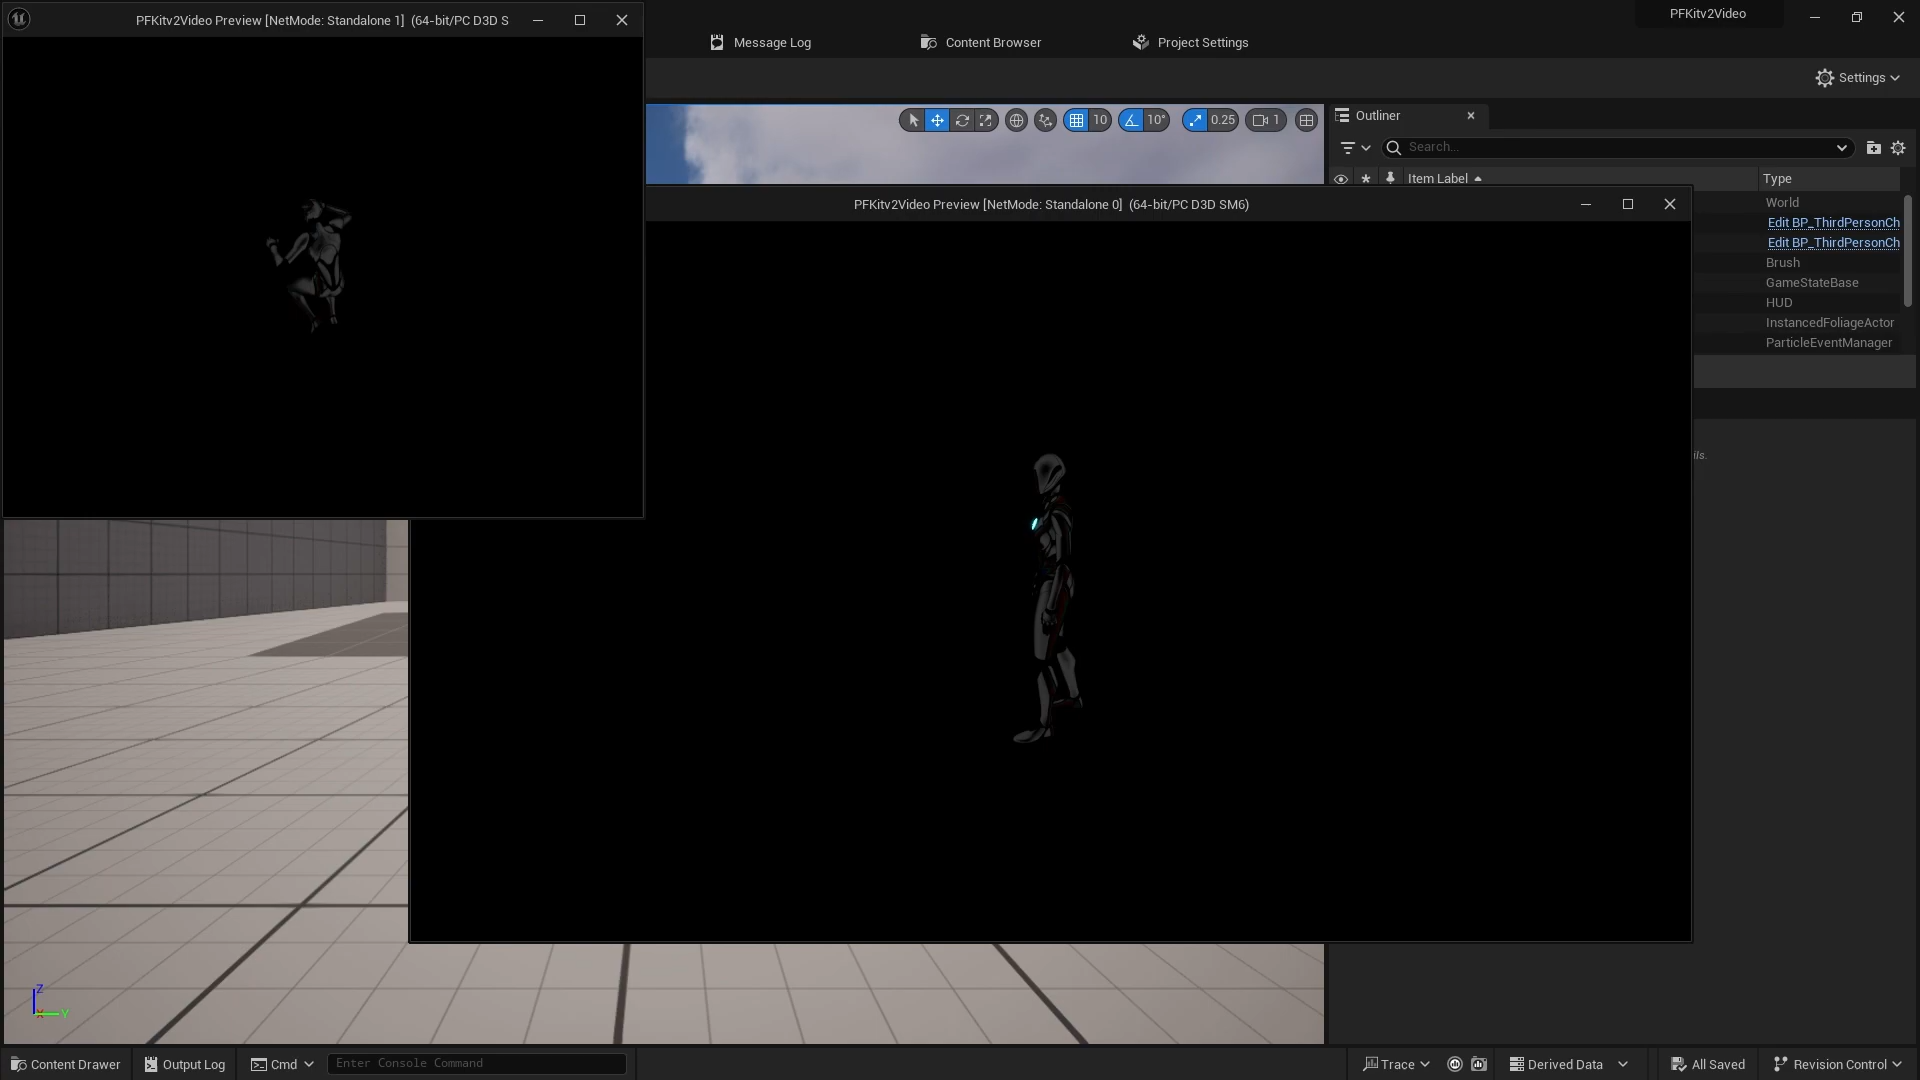 PFKitv2Video Preview [NetMode: Standalone 1]  (64-bit/PC D3D S
PFKitv2Video
Message Log
Content Browser
Project Settings
Settings
10
10°
0.25
1
Outliner
Search...
Item Label
Type
PFKitv2Video Preview [NetMode: Standalone 0]  (64-bit/PC D3D SM6)
World
Edit BP_ThirdPersonCh
Edit BP_ThirdPersonCh
Brush
GameStateBase
HUD
InstancedFoliageActor
ParticleEventManager
ils.
Z
X
Y
Content Drawer
Output Log
Cmd
Enter Console Command
Trace
Derived Data
All Saved
Revision Control